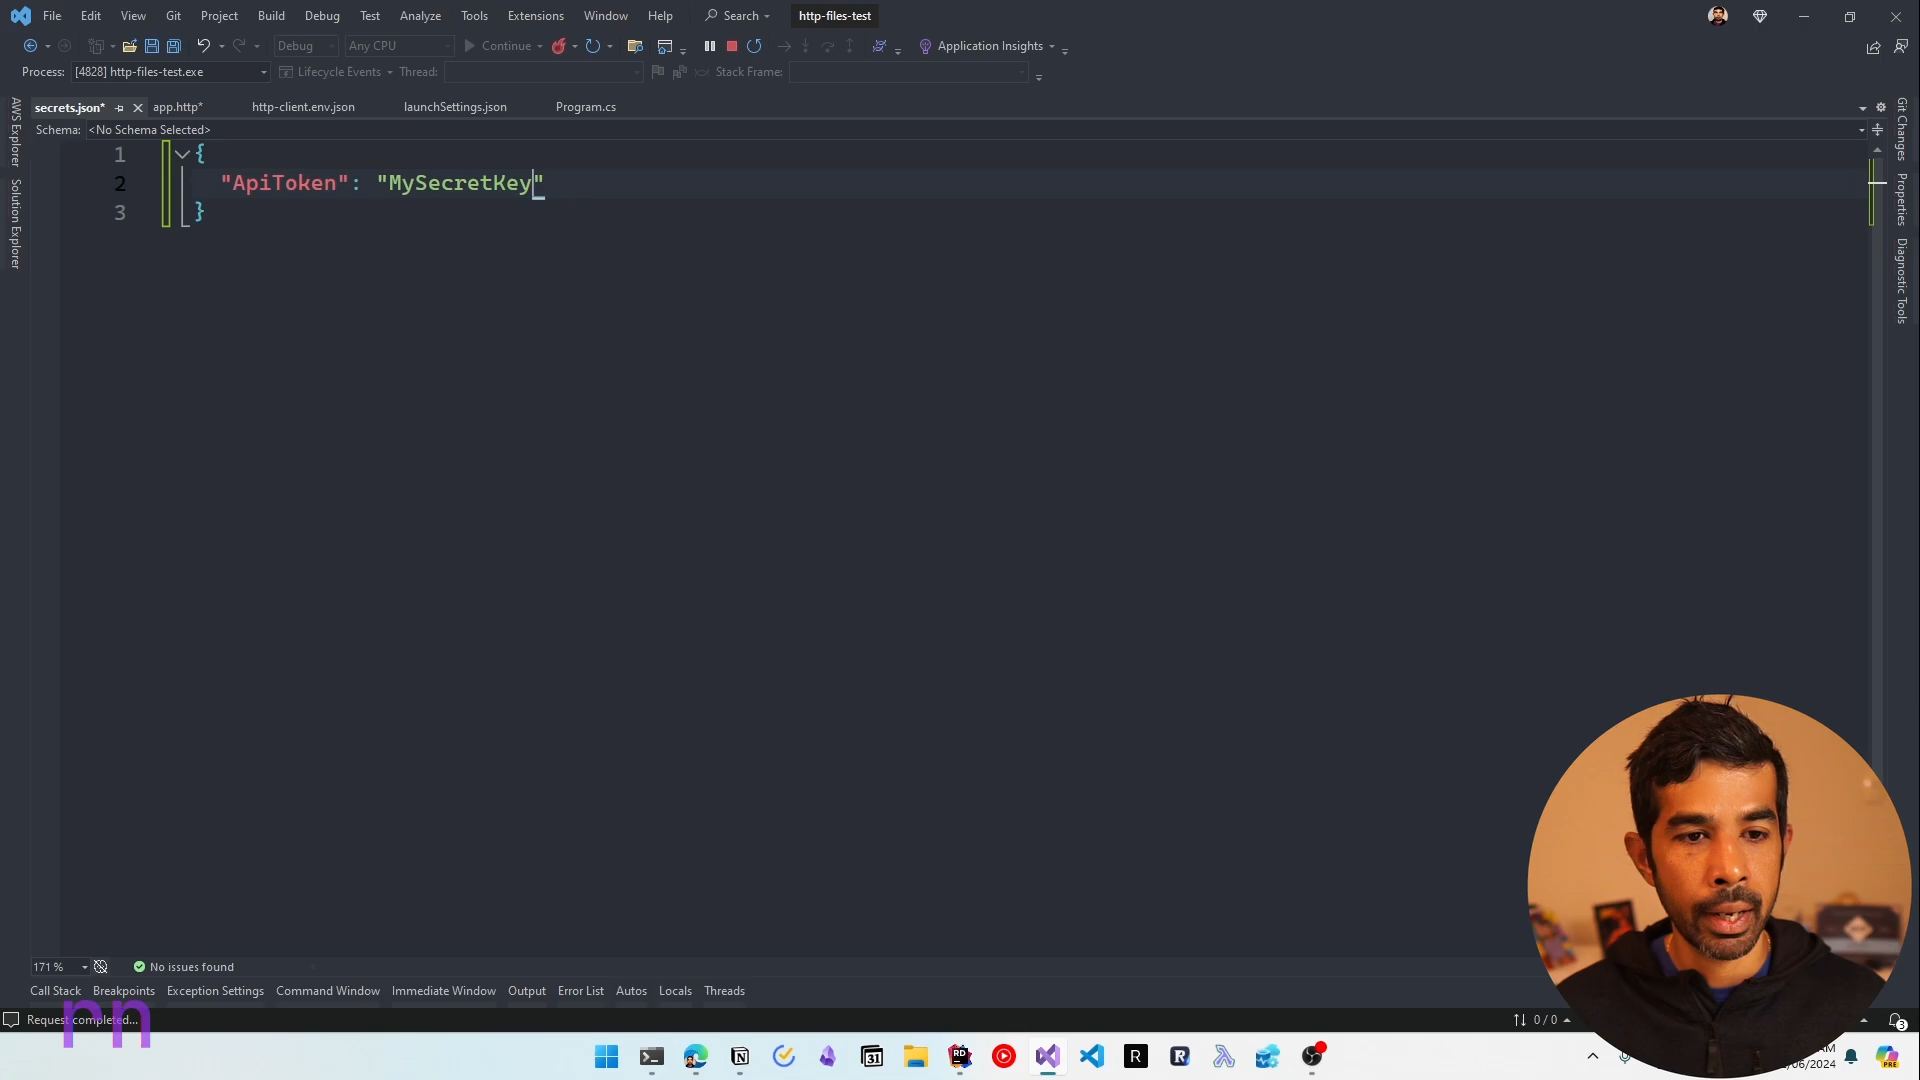 File Edit View Git Project Build Debug Test Analyze Tools Extensions Window Help Search http-files-test
Debug Any CPU Continue Application Insights
Process: [4828] http-files-test.exe Lifecycle Events Thread: Stack Frame:
secrets.json* app.http* http-client.env.json launchSettings.json Program.cs
Schema: <No Schema Selected>
1 {
2 "ApiToken": "MySecretKey"
3 }
AWS Explorer
Solution Explorer
Git Changes
Properties
Diagnostic Tools
171 % No issues found
Call Stack Breakpoints Exception Settings Command Window Immediate Window Output Error List Autos Locals Threads
Request completed... 0 / 0 3
31 RD R R PRE